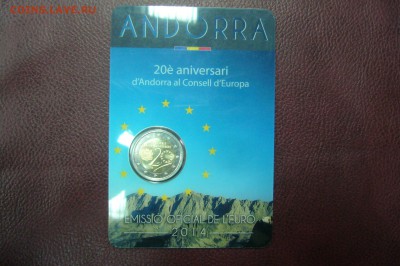 ANDORRA
20è aniversari
d'Andorra al Consell d'Europa
EMISSIÓ OFICIAL DE L'EURO
2014